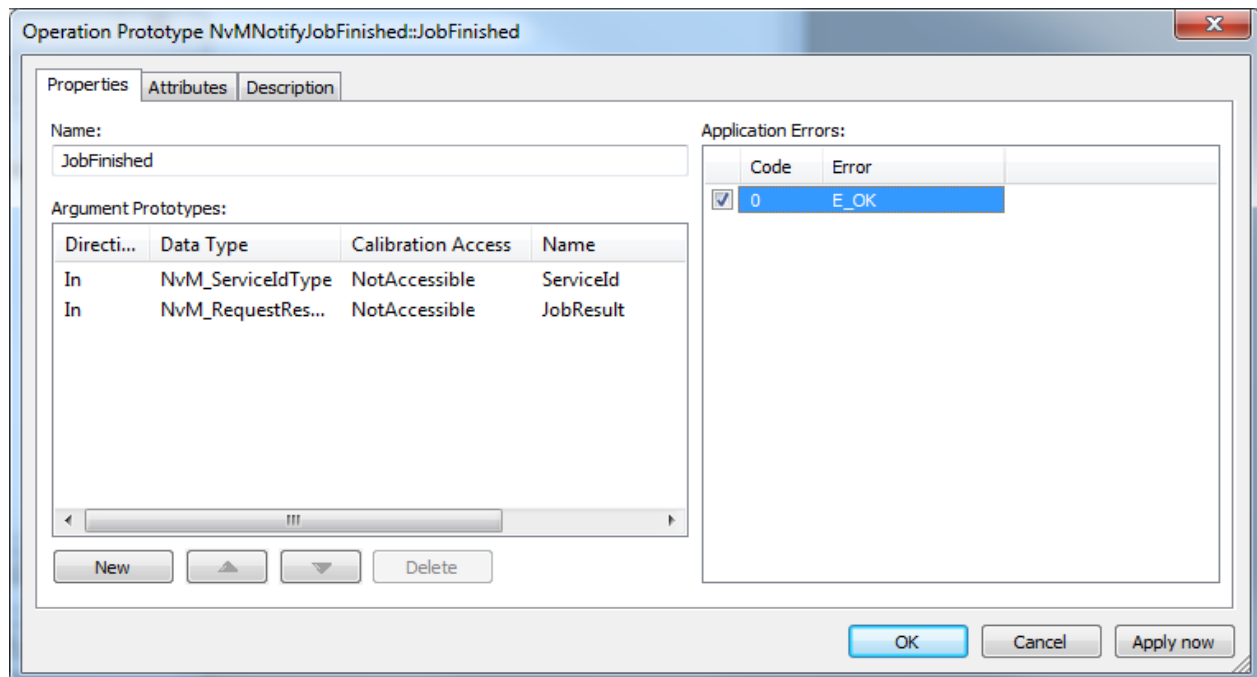 Operation Prototype NvMNotifyJobFinished::JobFinished
Properties Attributes Description
Name:
JobFinished
Argument Prototypes:
Directi... Data Type Calibration Access Name
In NvM_ServiceIdType NotAccessible ServiceId
In NvM_RequestRes... NotAccessible JobResult
New Delete
Application Errors:
Code Error
0 E_OK
OK Cancel Apply now